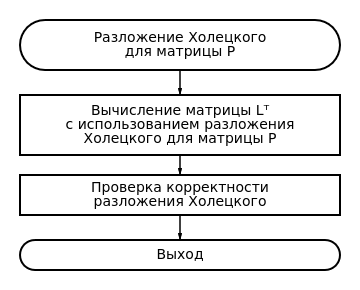 Разложение Холецкого
для матрицы P
Вычисление матрицы Lᵀ
с использованием разложения
Холецкого для матрицы P
Проверка корректности
разложения Холецкого
Выход